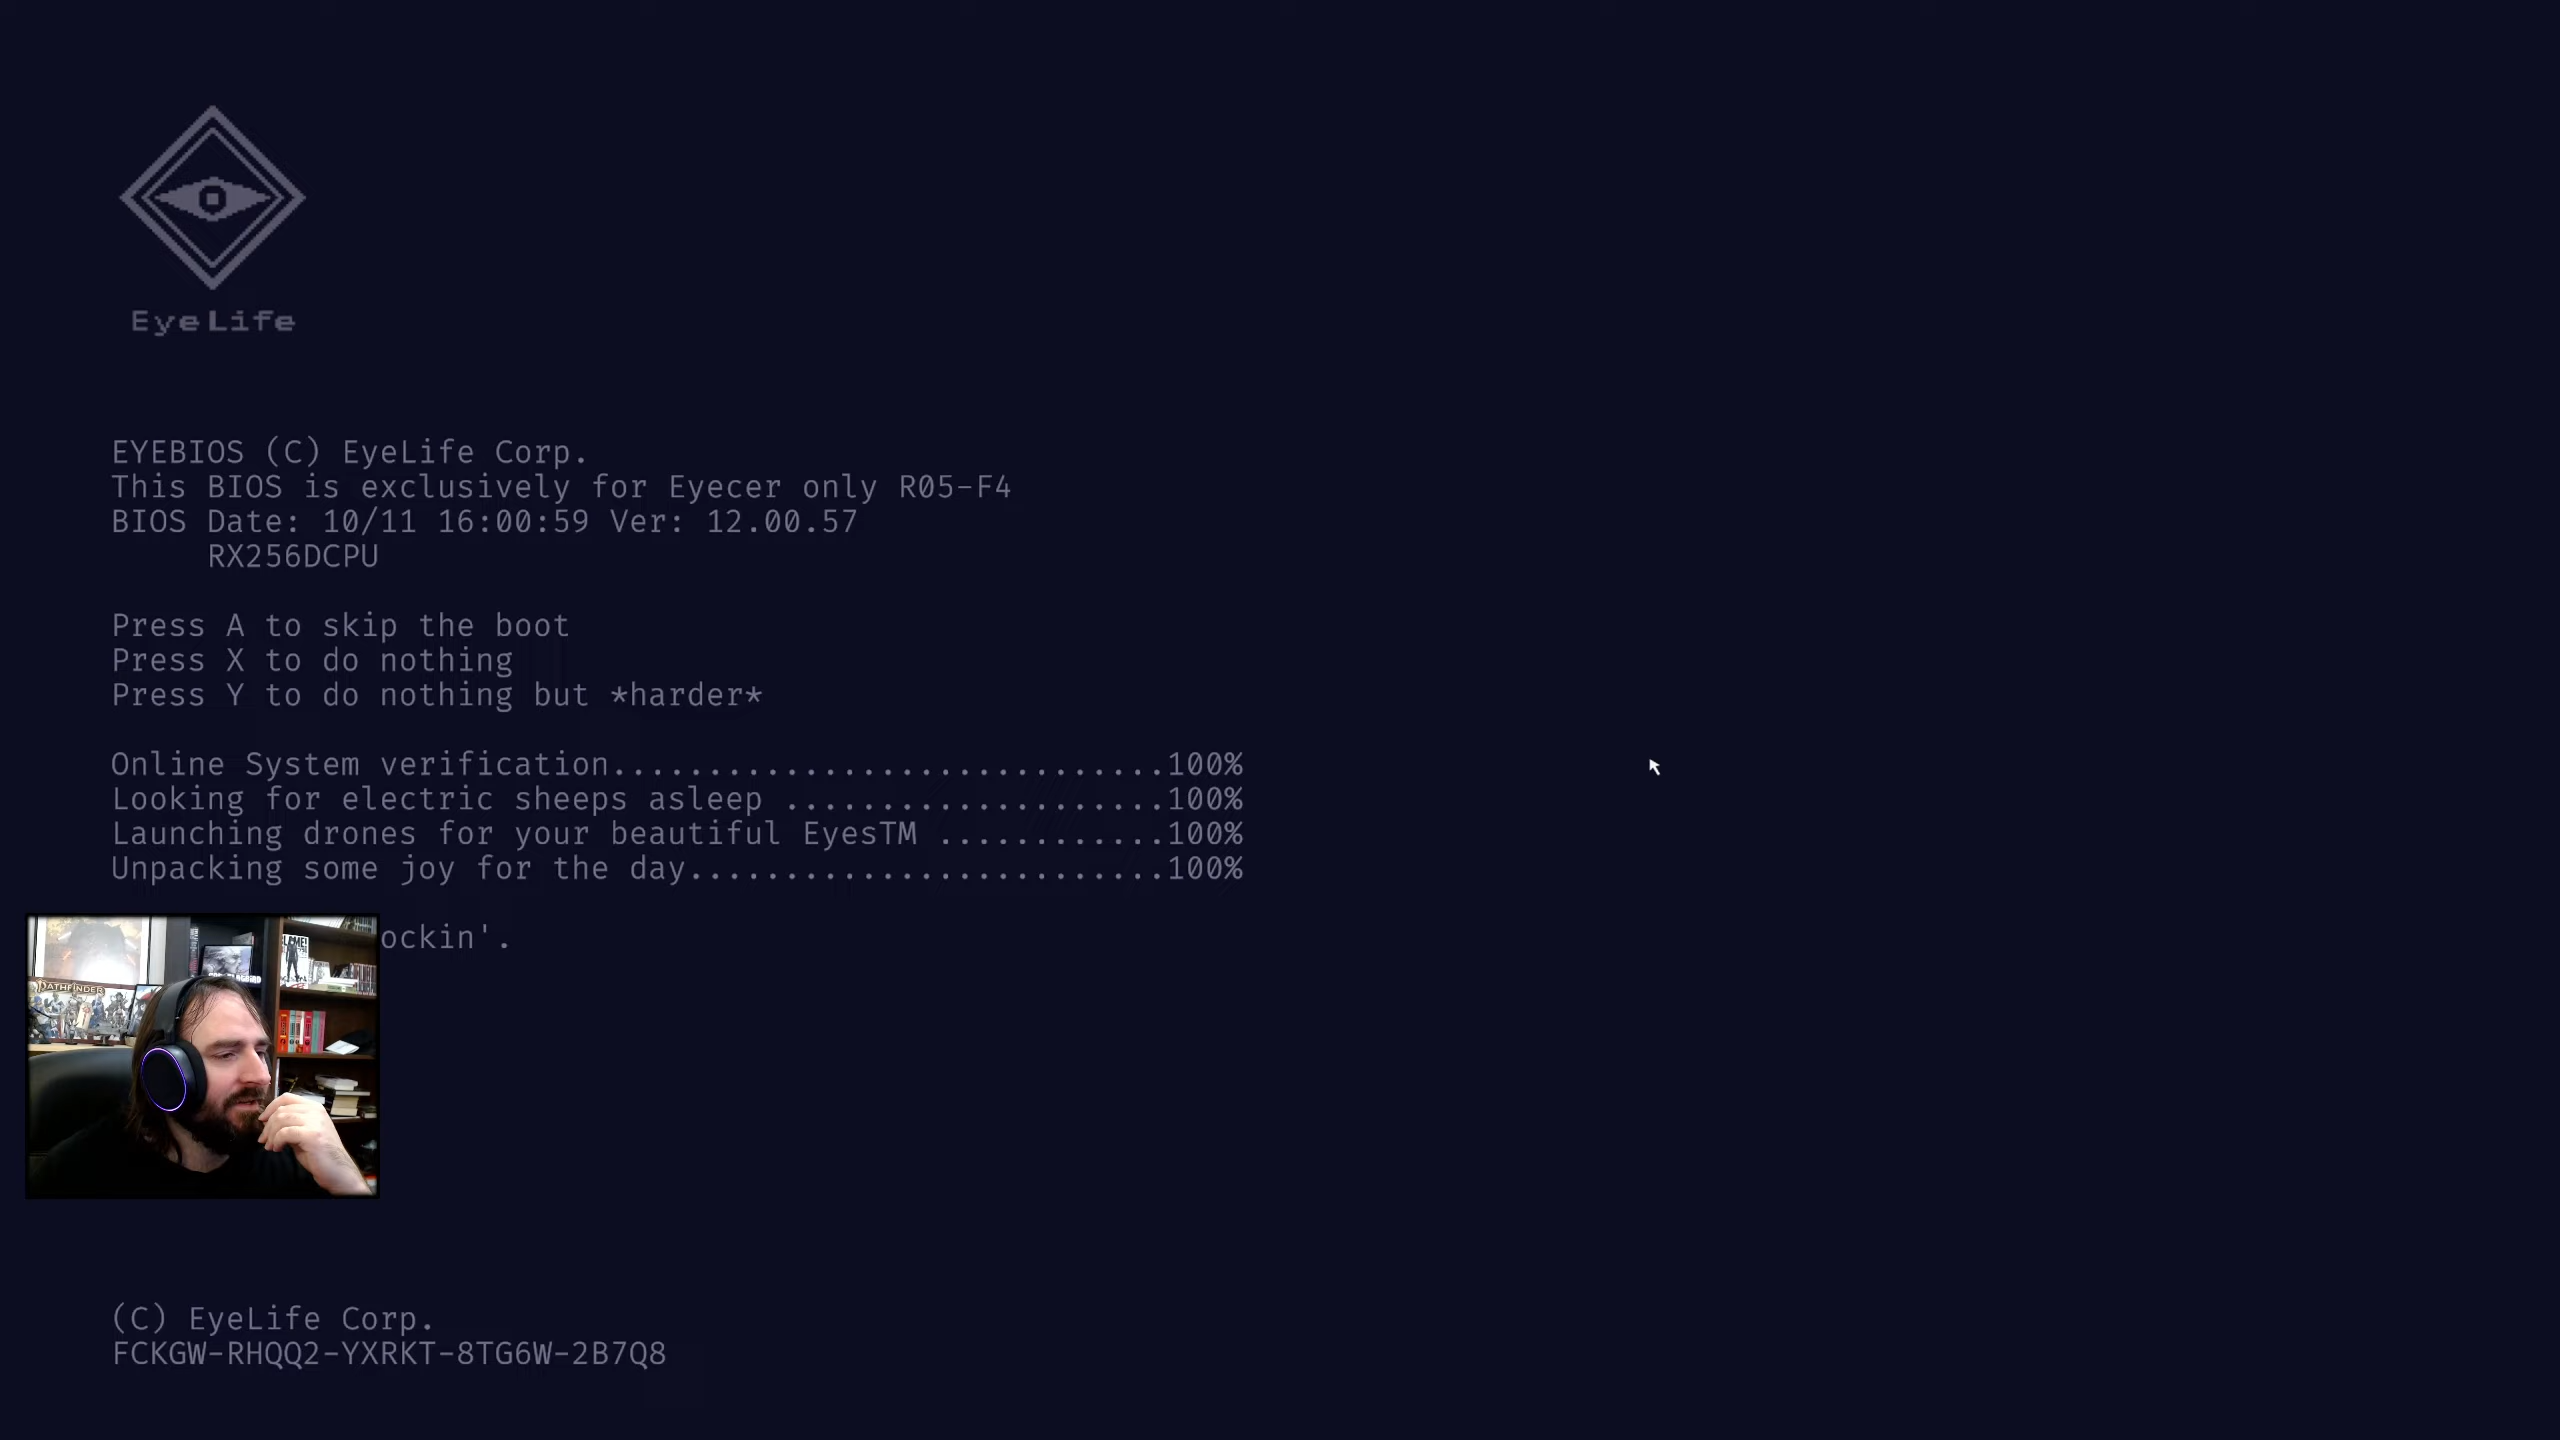 EyeLife
EYEBIOS (C) EyeLife Corp.
This BIOS is exclusively for Eyecer only R05-F4
BIOS Date: 10/11 16:00:59 Ver: 12.00.57
RX256DCPU
Press A to skip the boot
Press X to do nothing
Press Y to do nothing but *harder*
Online System verification.............................100%
Looking for electric sheeps asleep ....................100%
Launching drones for your beautiful EyesTM ............100%
Unpacking some joy for the day.........................100%
ockin'.
PATHFINDER
BLAME!
(C) EyeLife Corp.
FCKGW-RHQQ2-YXRKT-8TG6W-2B7Q8